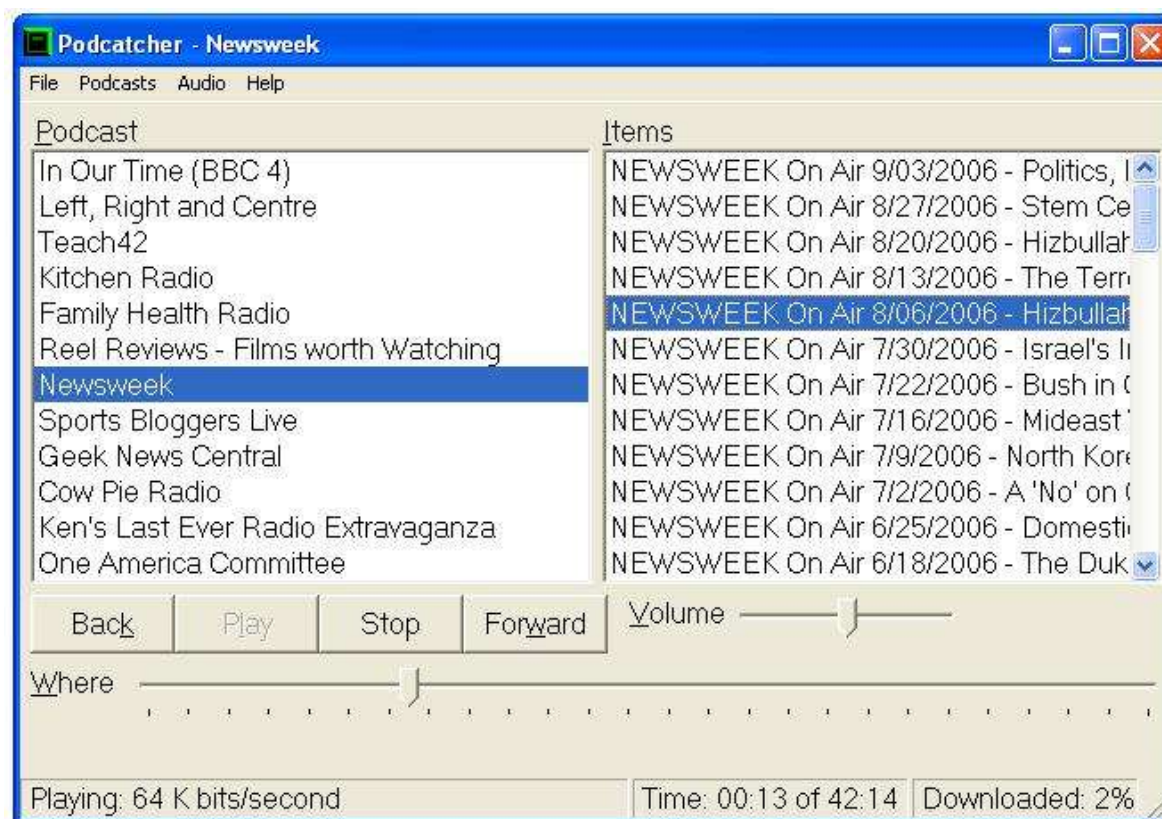 Podcatcher - Newsweek
File Podcasts Audio Help
Podcast
In Our Time (BBC 4)
Left, Right and Centre
Teach42
Kitchen Radio
Family Health Radio
Reel Reviews - Films worth Watching
Newsweek
Sports Bloggers Live
Geek News Central
Cow Pie Radio
Ken's Last Ever Radio Extravaganza
One America Committee
Items
NEWSWEEK On Air 9/03/2006 - Politics,
NEWSWEEK On Air 8/27/2006 - Stem Ce
NEWSWEEK On Air 8/20/2006 - Hizbullah
NEWSWEEK On Air 8/13/2006 - The Terr
NEWSWEEK On Air 8/06/2006 - Hizbullah
NEWSWEEK On Air 7/30/2006 - Israel's
NEWSWEEK On Air 7/22/2006 - Bush in
NEWSWEEK On Air 7/16/2006 - Mideast
NEWSWEEK On Air 7/9/2006 - North Kore
NEWSWEEK On Air 7/2/2006 - A 'No' on
NEWSWEEK On Air 6/25/2006 - Domesti
NEWSWEEK On Air 6/18/2006 - The Duk
Back Play Stop Forward Volume
Where
Playing: 64 K bits/second Time: 00:13 of 42:14 Downloaded: 2%